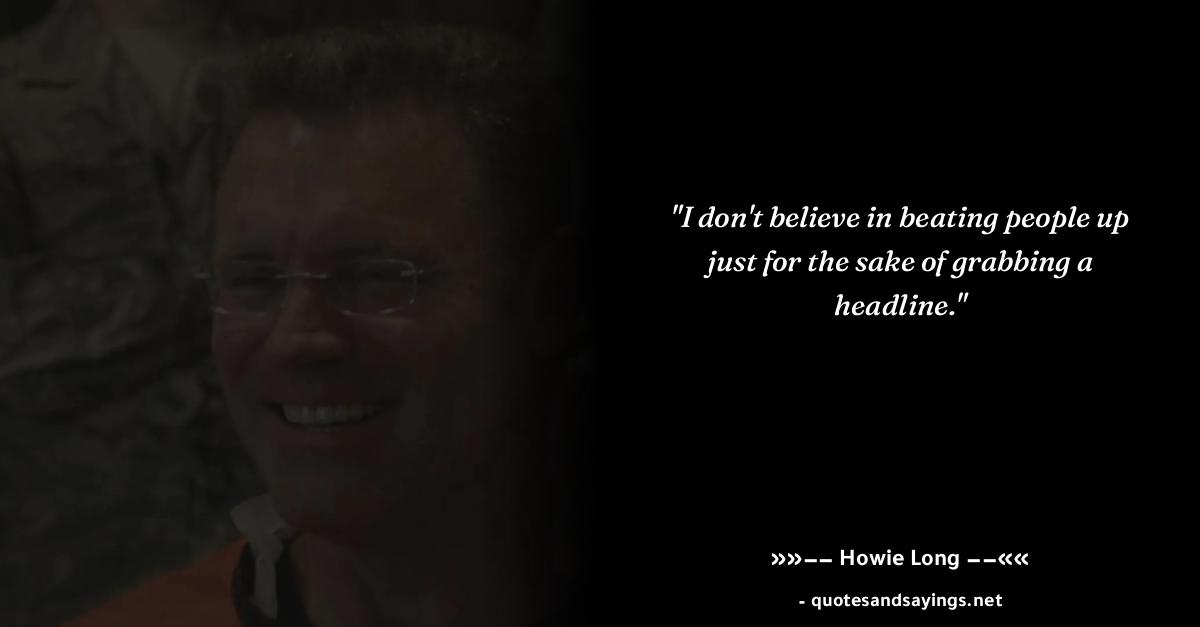 "I don't believe in beating people up
just for the sake of grabbing a
headline."
»»−− Howie Long −−««
- quotesandsayings.net